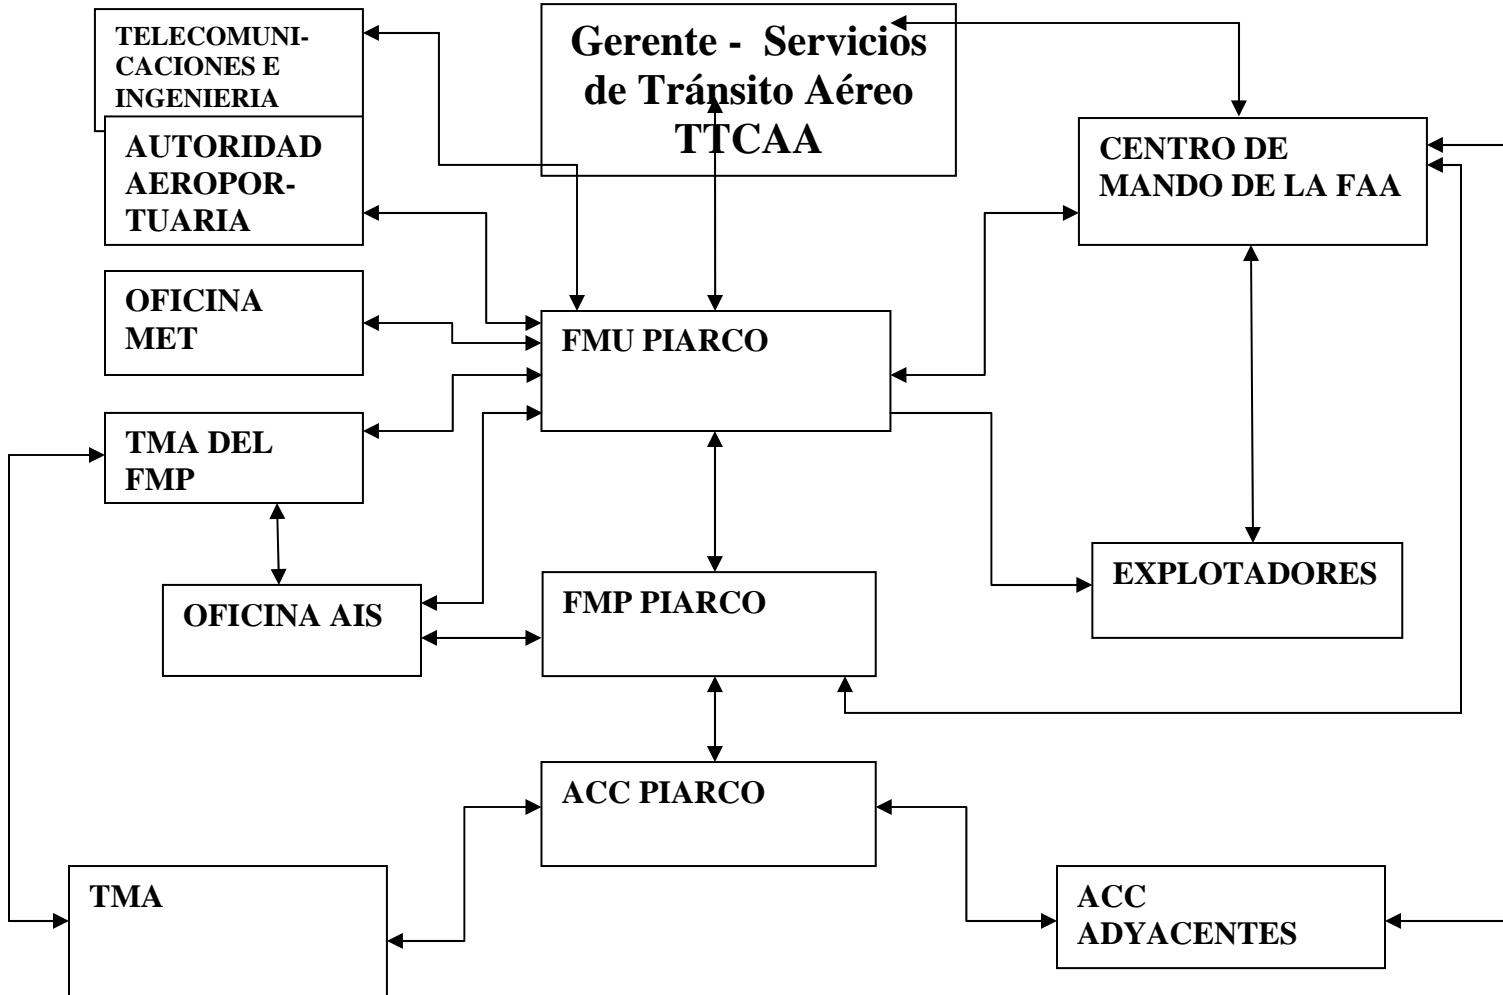 TELECOMUNI-
CACIONES E
INGENIERIA
Gerente - Servicios
de Tránsito Aéreo
TTCAA
AUTORIDAD
AEROPOR-
TUARIA
CENTRO DE
MANDO DE LA FAA
OFICINA
MET
FMU PIARCO
TMA DEL
FMP
OFICINA AIS
FMP PIARCO
EXPLOTADORES
ACC PIARCO
TMA
ACC
ADYACENTES